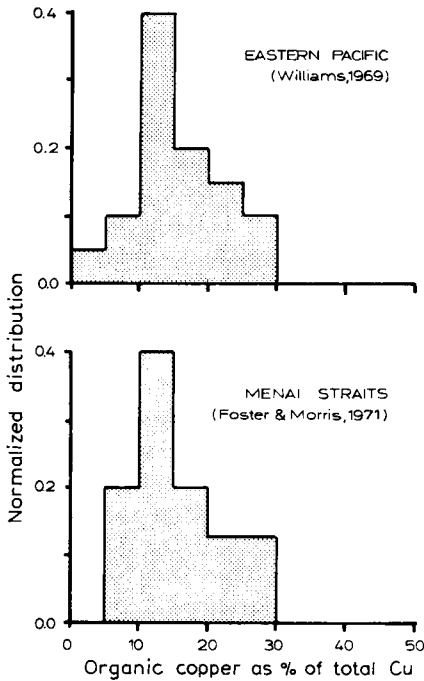 0.4
EASTERN PACIFIC
(Williams,1969)
0.2
0.0
Normalized distribution
0.4
MENAI STRAITS
(Foster & Morris,1971)
0.2
0.0
0 10 20 30 40 50
Organic copper as % of total Cu